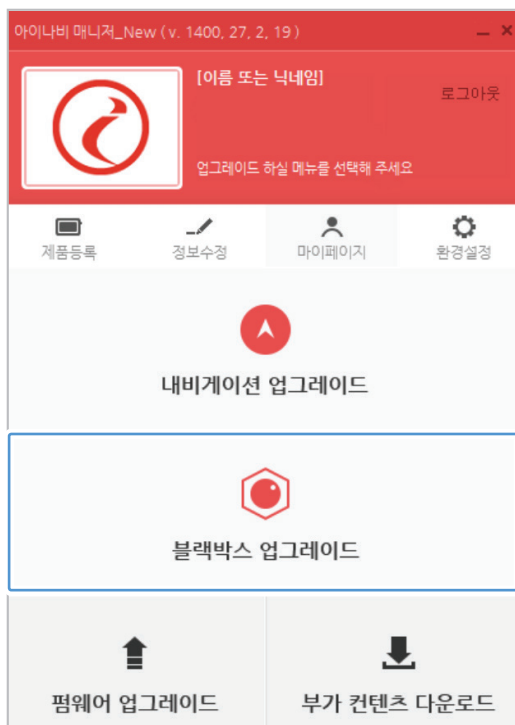 아이나비 매니저_New ( v. 1400, 27, 2, 19 )
[이름 또는 닉네임]
로그아웃
업그레이드 하실 메뉴를 선택해 주세요
제품등록 정보수정 마이페이지 환경설정
내비게이션 업그레이드
블랙박스 업그레이드
펌웨어 업그레이드 부가 컨텐츠 다운로드